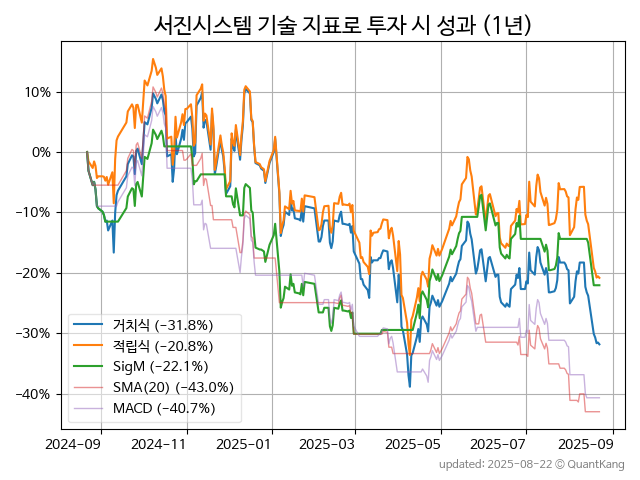 서진시스템 기술 지표로 투자 시 성과 (1년)
10%
0%
−10%
−20%
−30%
−40%
거치식 (−31.8%)
적립식 (−20.8%)
SigM (−22.1%)
SMA(20) (−43.0%)
MACD (−40.7%)
2024-09 2024-11 2025-01 2025-03 2025-05 2025-07 2025-09
updated: 2025-08-22 © QuantKang